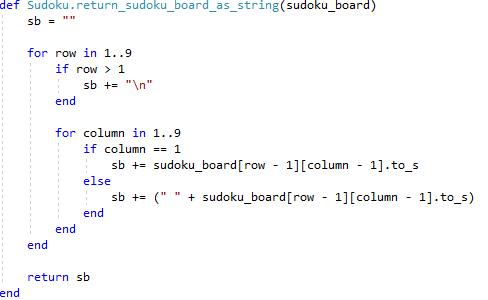 def Sudoku.return_sudoku_board_as_string(sudoku_board)
    sb = ""

    for row in 1..9
        if row > 1
            sb += "\n"
        end

        for column in 1..9
            if column == 1
                sb += sudoku_board[row - 1][column - 1].to_s
            else
                sb += (" " + sudoku_board[row - 1][column - 1].to_s)
            end
        end
    end

    return sb
end